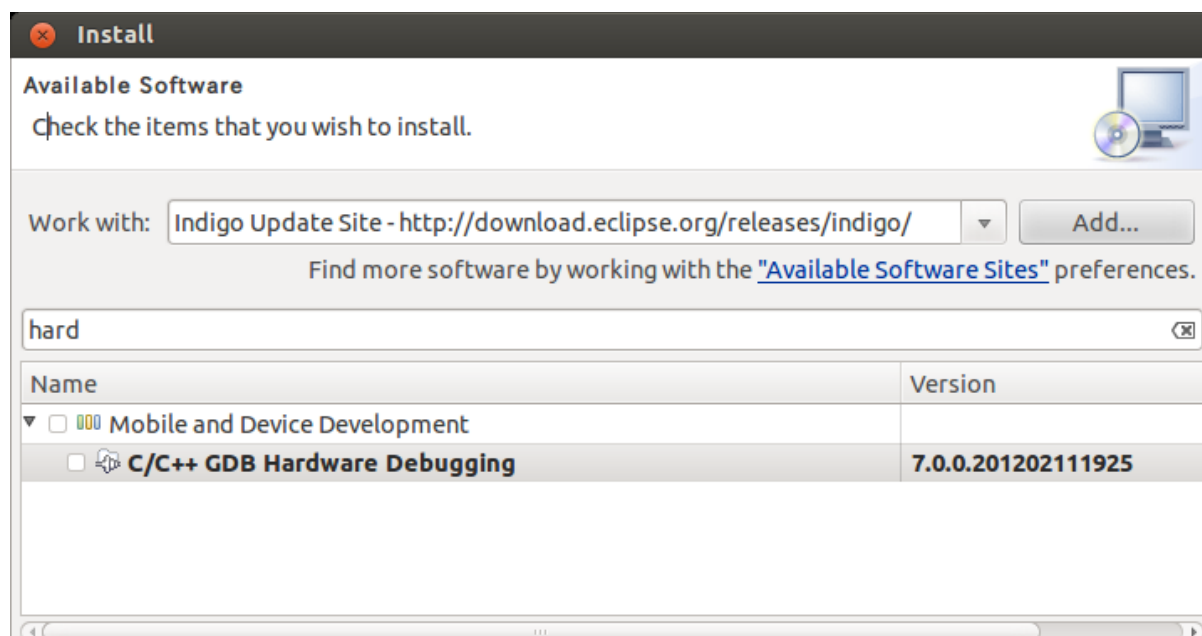 Install
Available Software
Check the items that you wish to install.
Work with: Indigo Update Site - http://download.eclipse.org/releases/indigo/ Add...
Find more software by working with the "Available Software Sites" preferences.
hard
Name Version
Mobile and Device Development
C/C++ GDB Hardware Debugging 7.0.0.201202111925